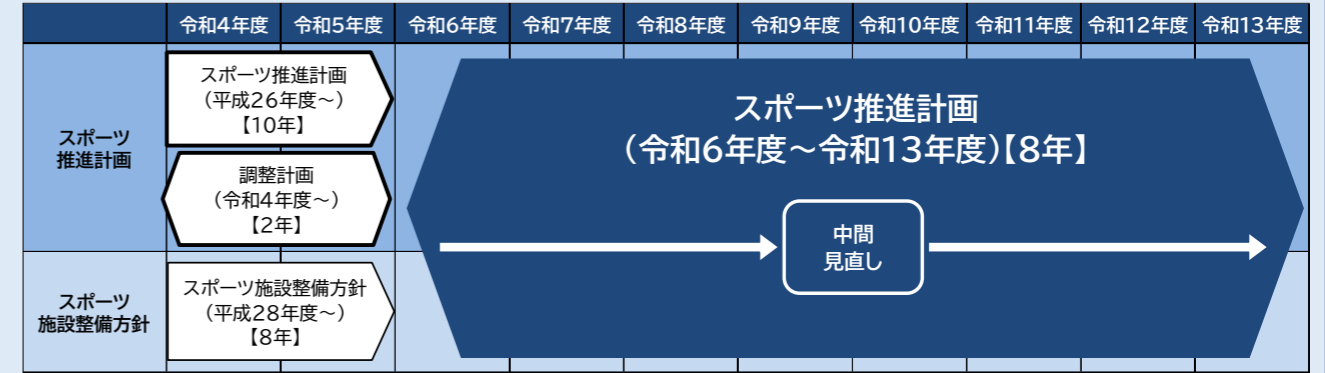 令和4年度 令和5年度 令和6年度 令和7年度 令和8年度 令和9年度 令和10年度 令和11年度 令和12年度 令和13年度
スポーツ
推進計画
スポーツ推進計画
（平成26年度～）
【10年】
調整計画
（令和4年度～）
【2年】
スポーツ推進計画
（令和6年度～令和13年度）【8年】
中間
見直し
スポーツ
施設整備方針
スポーツ施設整備方針
（平成28年度～）
【8年】